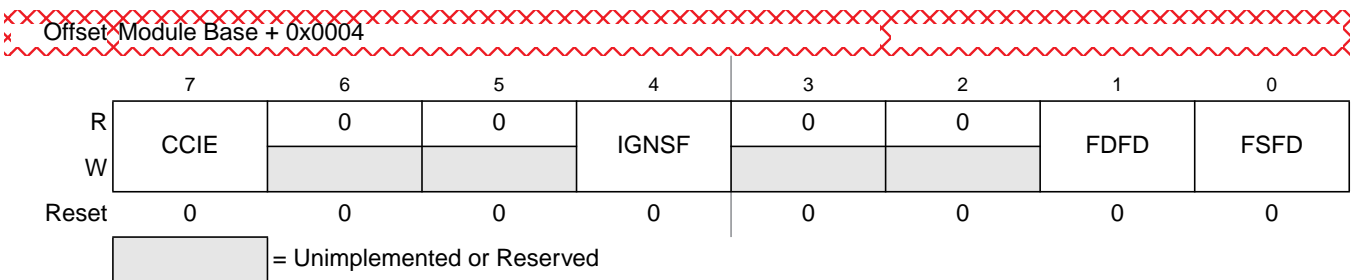 Offset Module Base + 0x0004
7 6 5 4 3 2 1 0
R CCIE 0 0 IGNSF 0 0 FDFD FSFD
W
Reset 0 0 0 0 0 0 0 0
= Unimplemented or Reserved